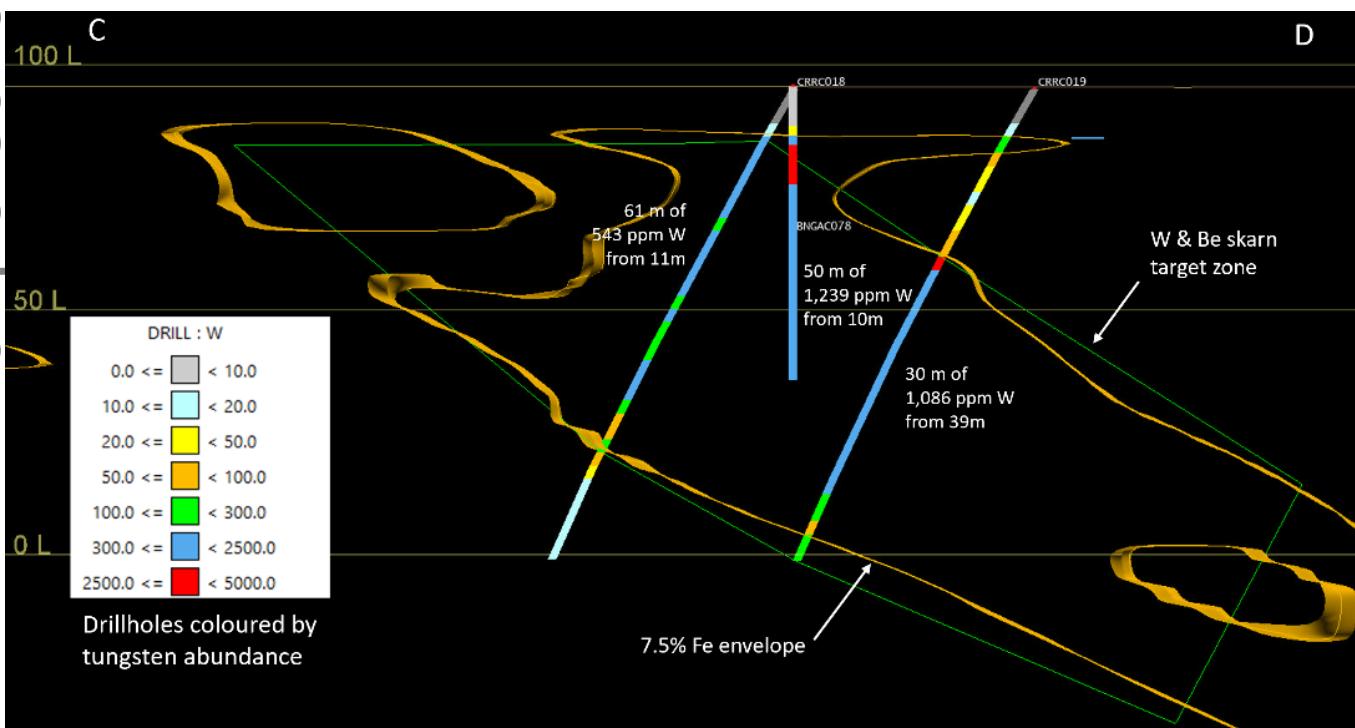 C
D
100 L
CRRC018
CRRC019
61 m of
543 ppm W
from 11m
BNGAC078
50 m of
1,239 ppm W
from 10m
W & Be skarn
target zone
50 L
30 m of
1,086 ppm W
from 39m
DRILL : W
0.0 <= < 10.0
10.0 <= < 20.0
20.0 <= < 50.0
50.0 <= < 100.0
100.0 <= < 300.0
300.0 <= < 2500.0
2500.0 <= < 5000.0
0 L
Drillholes coloured by
tungsten abundance
7.5% Fe envelope